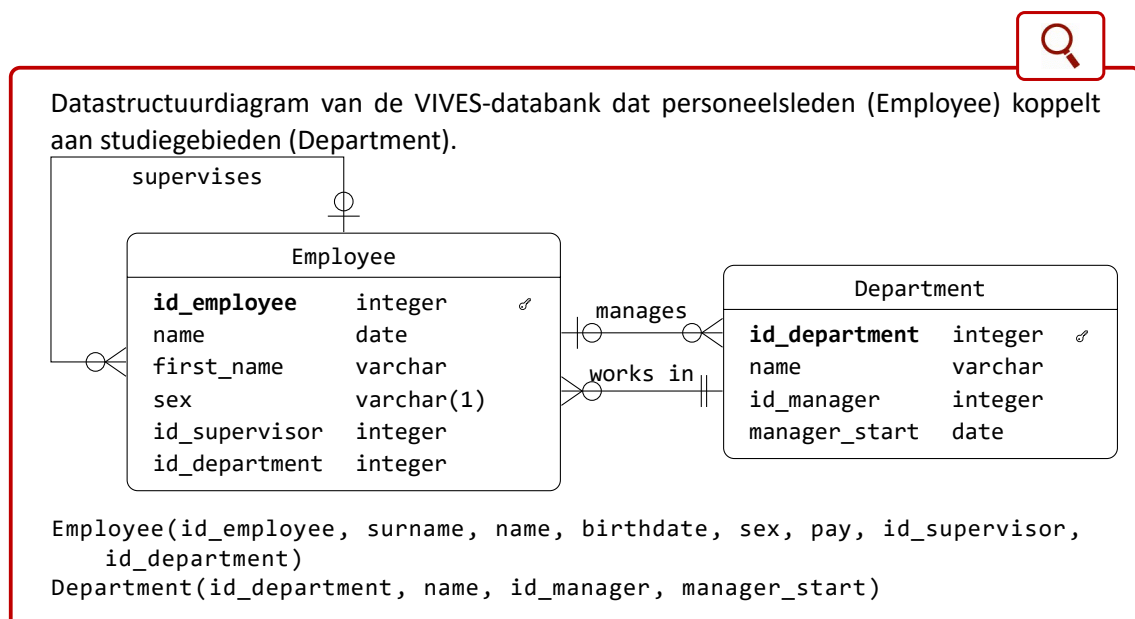 Datastructuurdiagram van de VIVES-databank dat personeelsleden (Employee) koppelt
aan studiegebieden (Department).
supervises
Employee
id_employee integer
name date
first_name varchar
sex varchar(1)
id_supervisor integer
id_department integer
manages
works in
Department
id_department integer
name varchar
id_manager integer
manager_start date
Employee(id_employee, surname, name, birthdate, sex, pay, id_supervisor,
id_department)
Department(id_department, name, id_manager, manager_start)